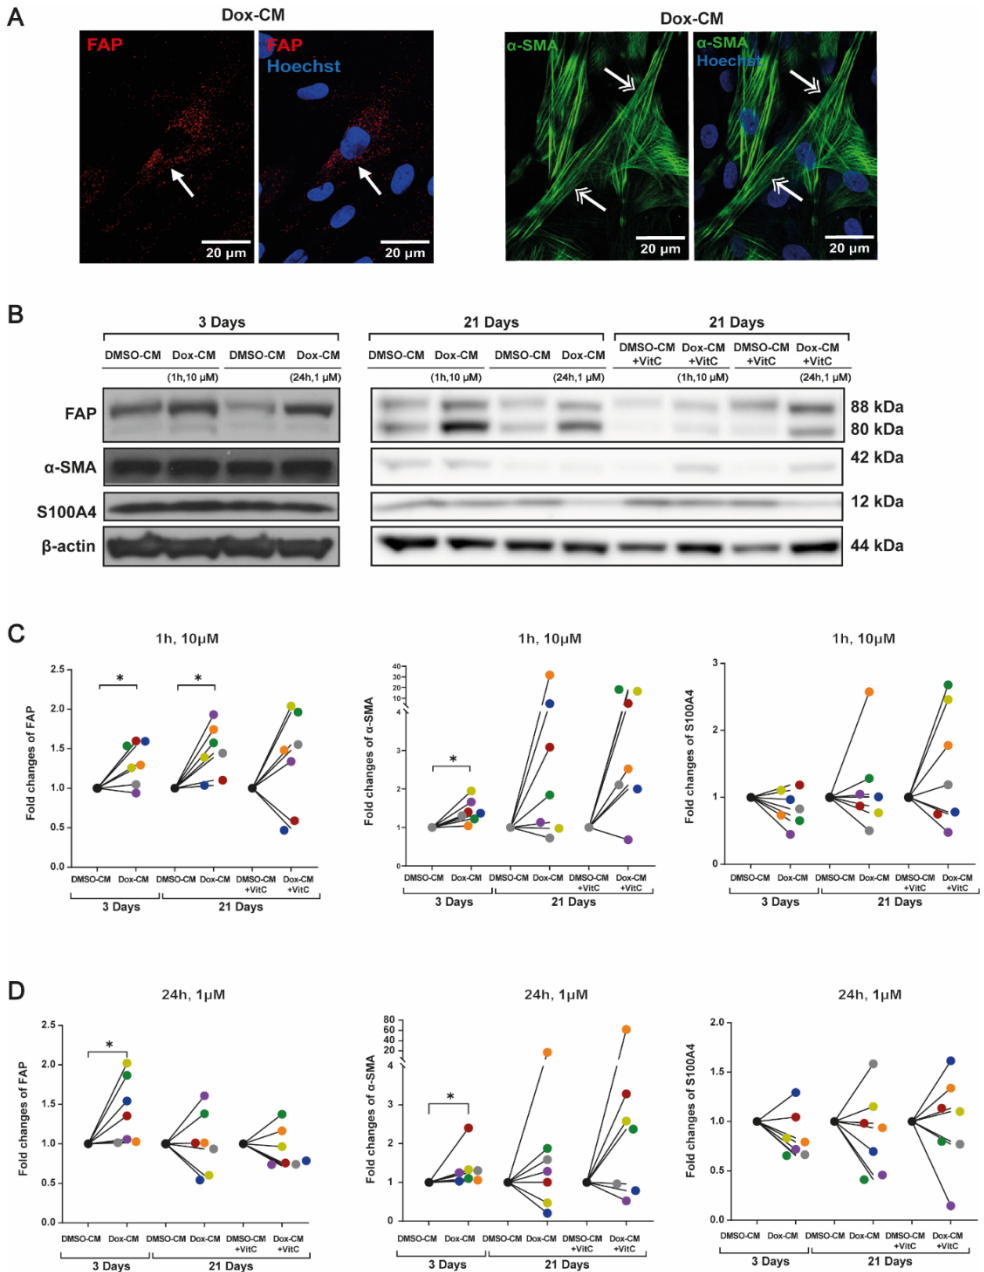 A
Dox-CM
Dox-CM
FAP
FAP
Hoechst
α-SMA
α-SMA
Hoechst
20 µm
20 µm
20 µm
20 µm
B
3 Days
21 Days
21 Days
DMSO-CM Dox-CM DMSO-CM Dox-CM
(1h,10 µM) (24h,1 µM)
DMSO-CM Dox-CM DMSO-CM Dox-CM
(1h,10 µM) (24h,1 µM)
DMSO-CM Dox-CM DMSO-CM Dox-CM
+VitC +VitC +VitC +VitC
(1h,10 µM) (24h,1 µM)
FAP
88 kDa
80 kDa
α-SMA
42 kDa
S100A4
12 kDa
β-actin
44 kDa
C
1h, 10µM
Fold changes of FAP
2.5
2.0
1.5
1.0
0.5
0.0
*
*
DMSO-CM Dox-CM DMSO-CM Dox-CM DMSO-CM Dox-CM
+VitC +VitC
3 Days
21 Days
1h, 10µM
Fold changes of α-SMA
40
30
20
10
4
2
1
0
*
DMSO-CM Dox-CM DMSO-CM Dox-CM DMSO-CM Dox-CM
+VitC +VitC
3 Days
21 Days
1h, 10µM
Fold changes of S100A4
3
2
1
0
DMSO-CM Dox-CM DMSO-CM Dox-CM DMSO-CM Dox-CM
+VitC +VitC
3 Days
21 Days
D
24h, 1µM
Fold changes of FAP
2.5
2.0
1.5
1.0
0.5
0.0
*
DMSO-CM Dox-CM DMSO-CM Dox-CM DMSO-CM Dox-CM
+VitC +VitC
3 Days
21 Days
24h, 1µM
Fold changes of α-SMA
80
60
40
20
4
3
2
1
0
*
DMSO-CM Dox-CM DMSO-CM Dox-CM DMSO-CM Dox-CM
+VitC +VitC
3 Days
21 Days
24h, 1µM
Fold changes of S100A4
2.0
1.5
1.0
0.5
0.0
DMSO-CM Dox-CM DMSO-CM Dox-CM DMSO-CM Dox-CM
+VitC +VitC
3 Days
21 Days